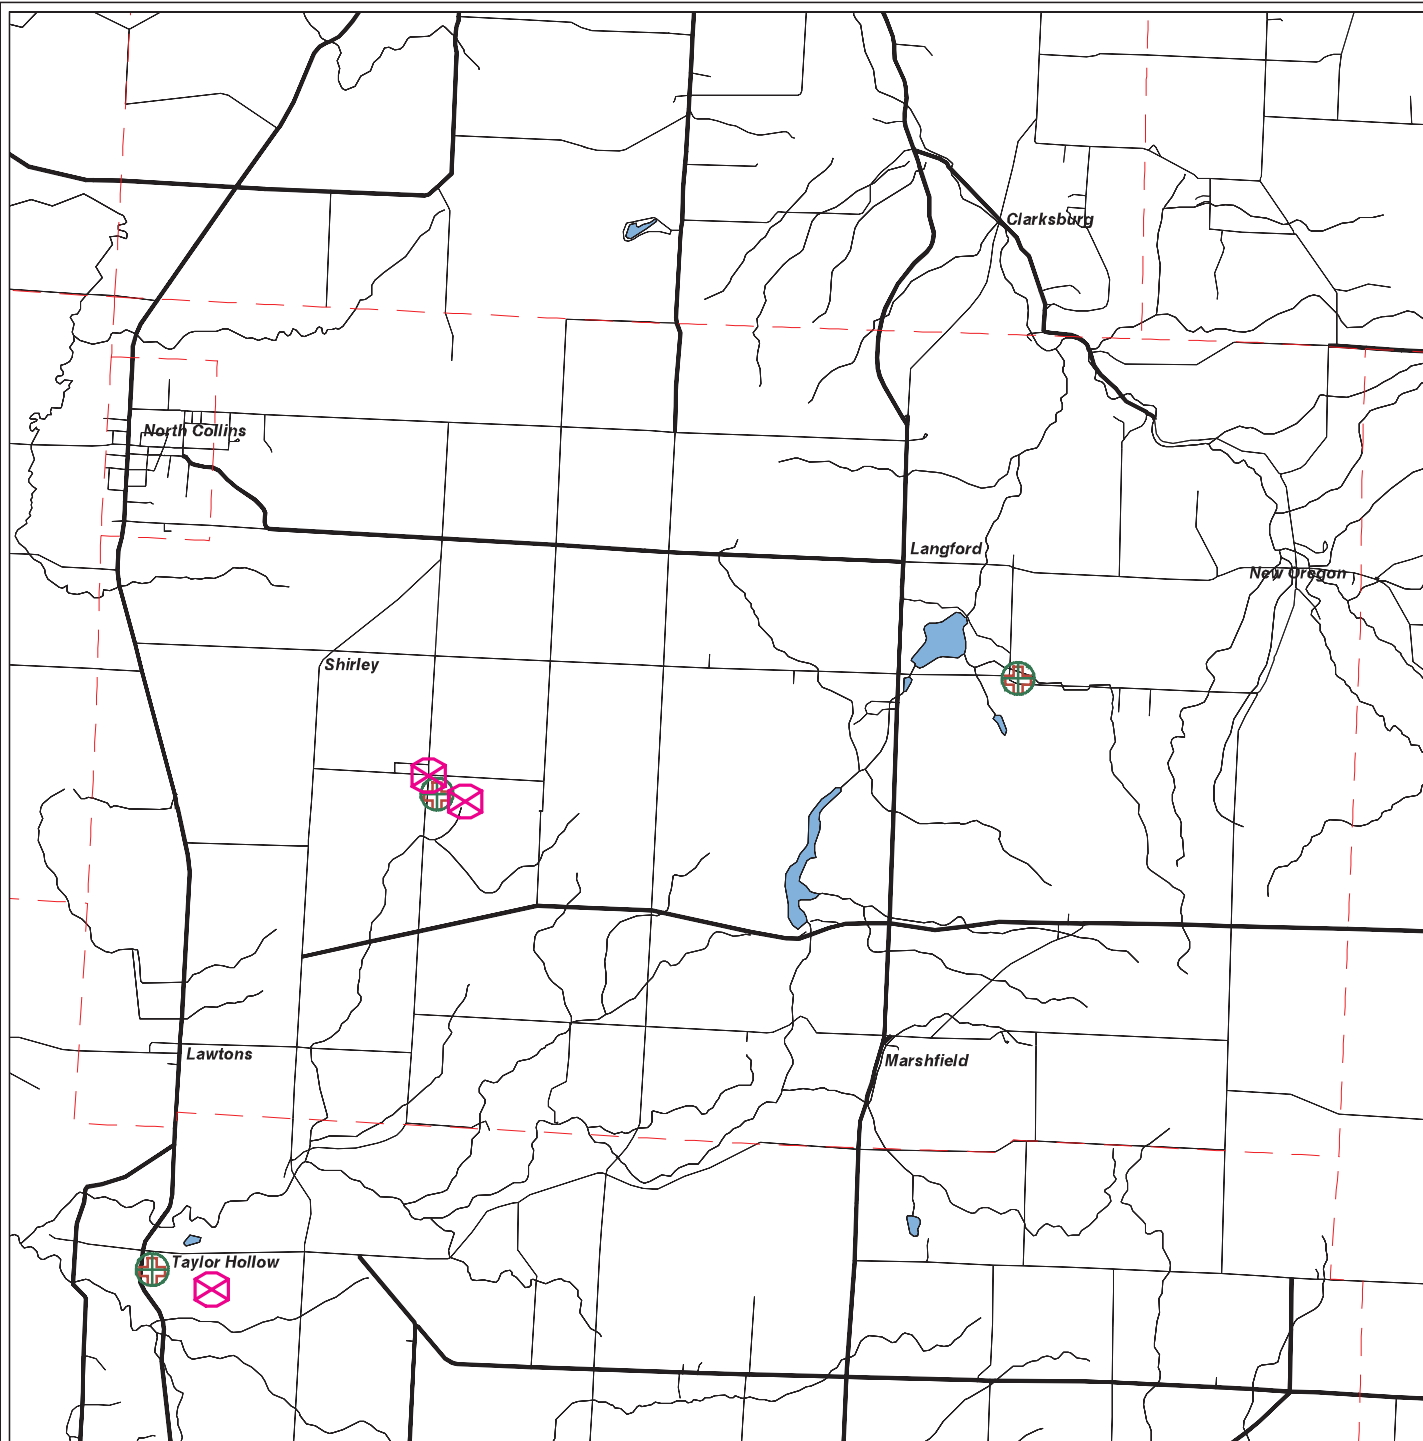 Clarksburg
North Collins
Langford
New Oregon
Shirley
Lawtons
Marshfield
Taylor Hollow